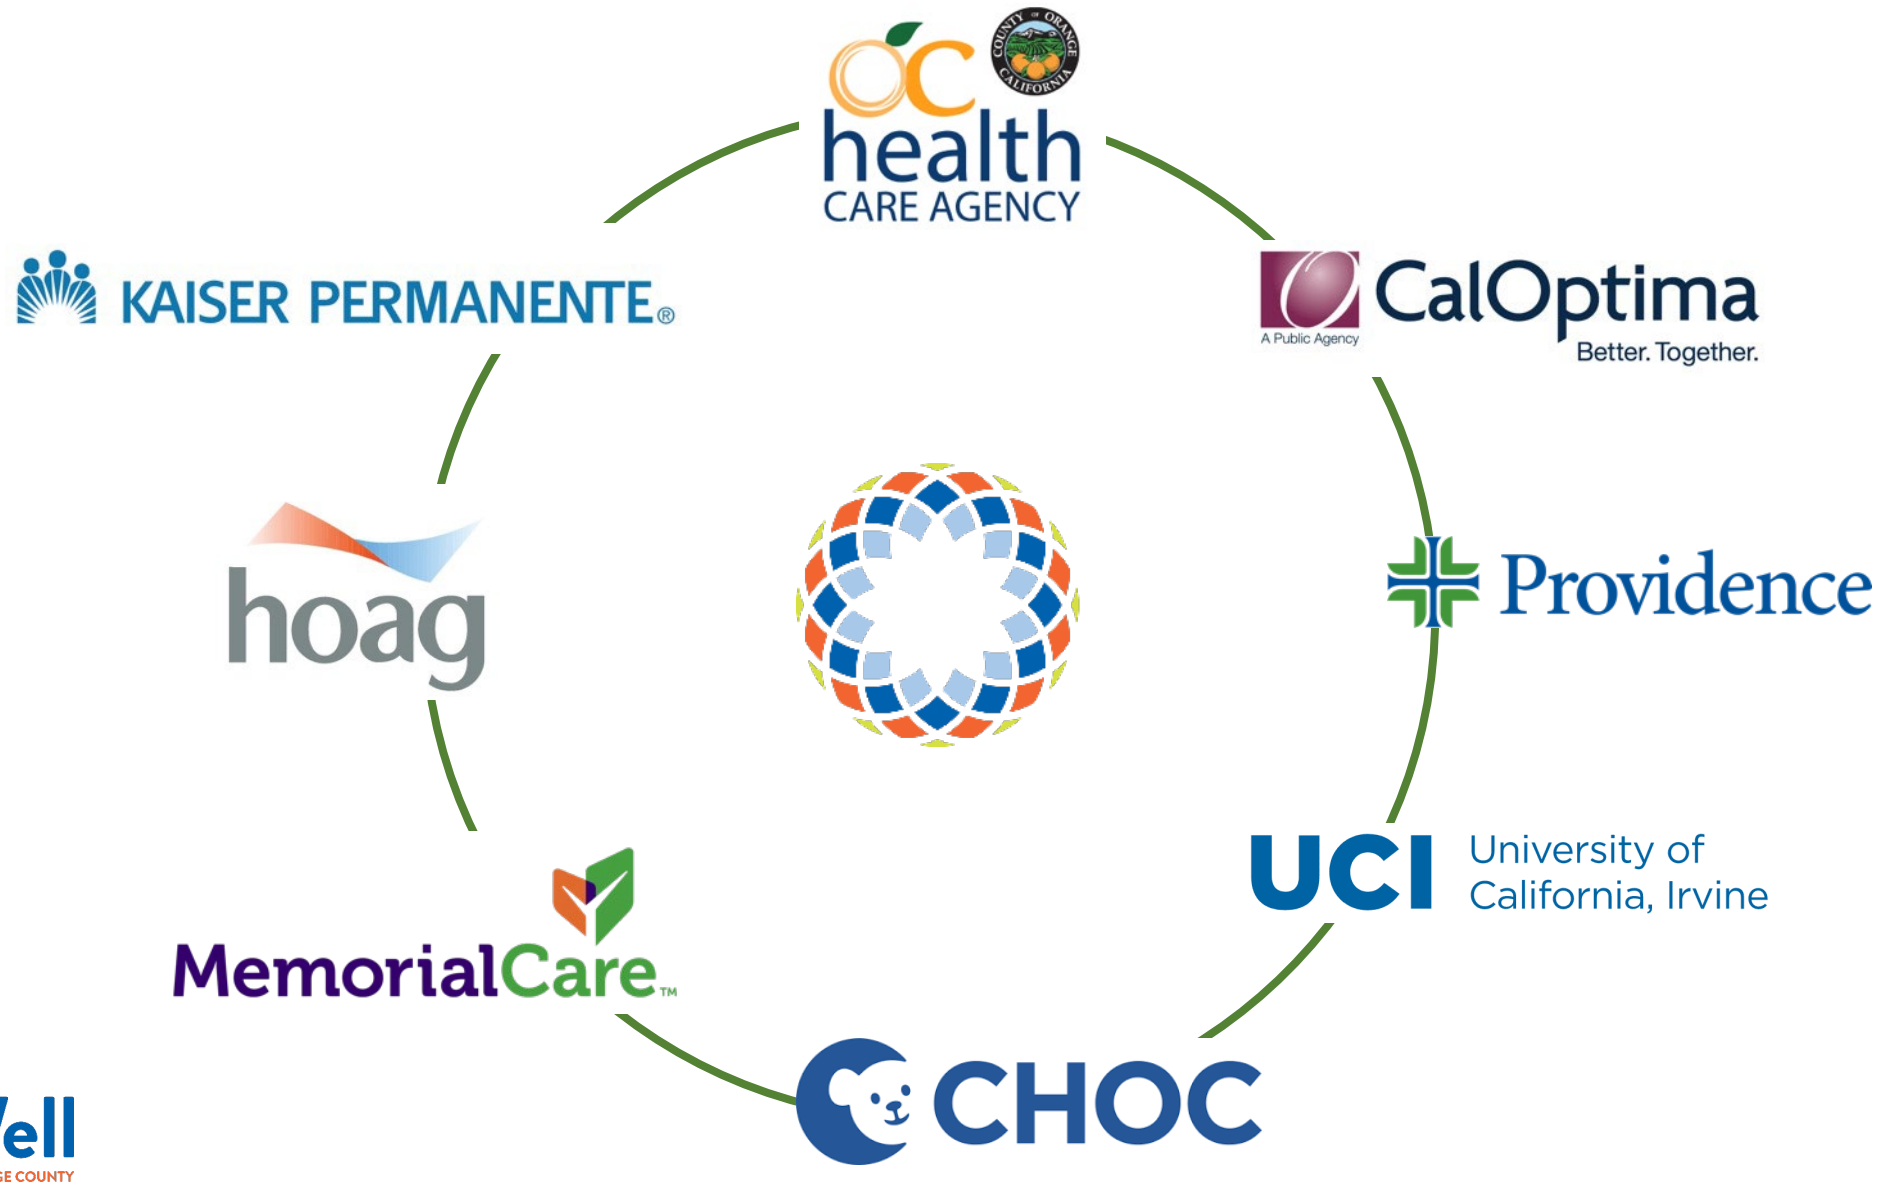 OC
COUNTY OF ORANGE
CALIFORNIA
health
CARE AGENCY
KAISER PERMANENTE®
CalOptima
A Public Agency
Better. Together.
hoag
Providence
UCI
University of
California, Irvine
MemorialCare™
CHOC
ell
COUNTY